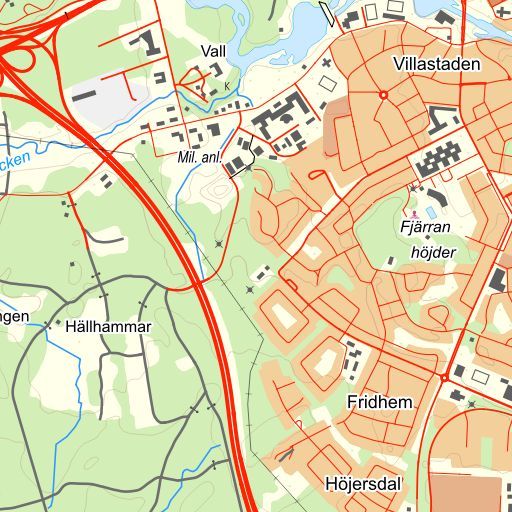 Vall
Villastaden
K
Mil. anl.
cken
Fjärran
höjder
ngen
Hällhammar
Fridhem
Höjersdal